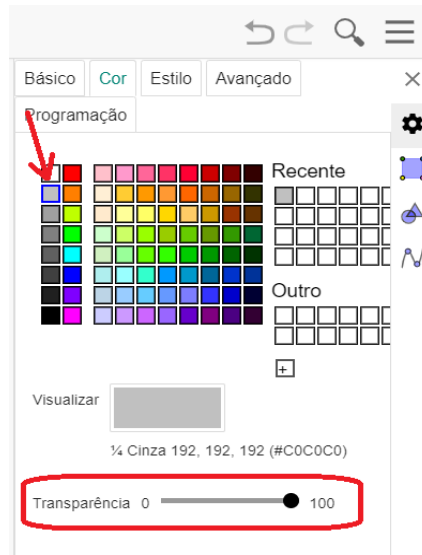 Básico Cor Estilo Avançado
Programação
Recente
Outro
+
Visualizar
¼ Cinza 192, 192, 192 (#C0C0C0)
Transparência 0 100